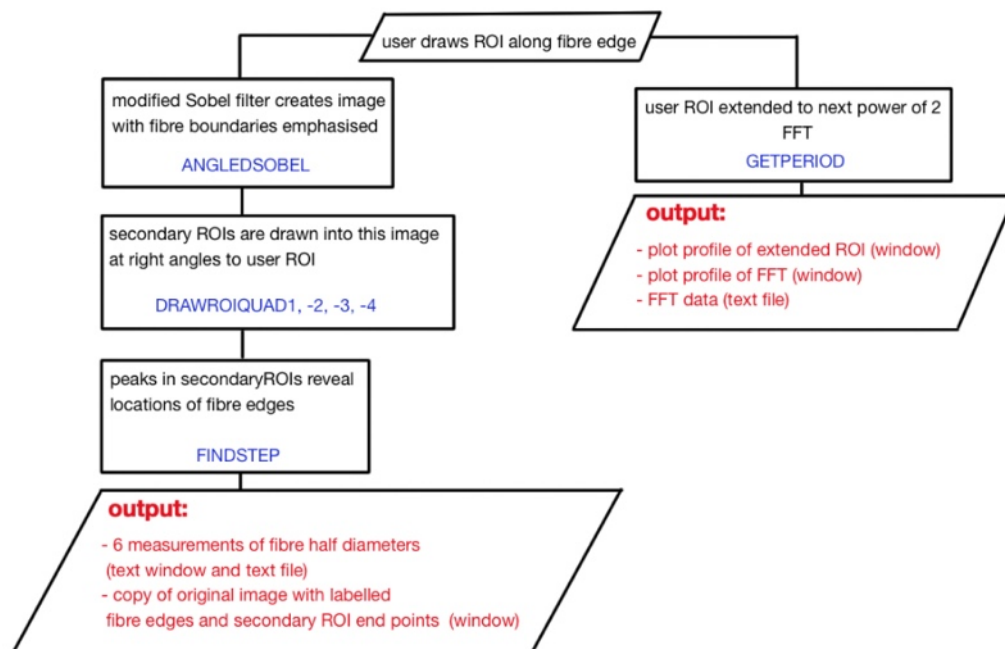 user draws ROI along fibre edge
modified Sobel filter creates image
with fibre boundaries emphasised
ANGLEDSOBEL
secondary ROIs are drawn into this image
at right angles to user ROI
DRAWROIQUAD1, -2, -3, -4
peaks in secondaryROIs reveal
locations of fibre edges
FINDSTEP
output:
- 6 measurements of fibre half diameters
(text window and text file)
- copy of original image with labelled
fibre edges and secondary ROI end points (window)
user ROI extended to next power of 2
FFT
GETPERIOD
output:
- plot profile of extended ROI (window)
- plot profile of FFT (window)
- FFT data (text file)